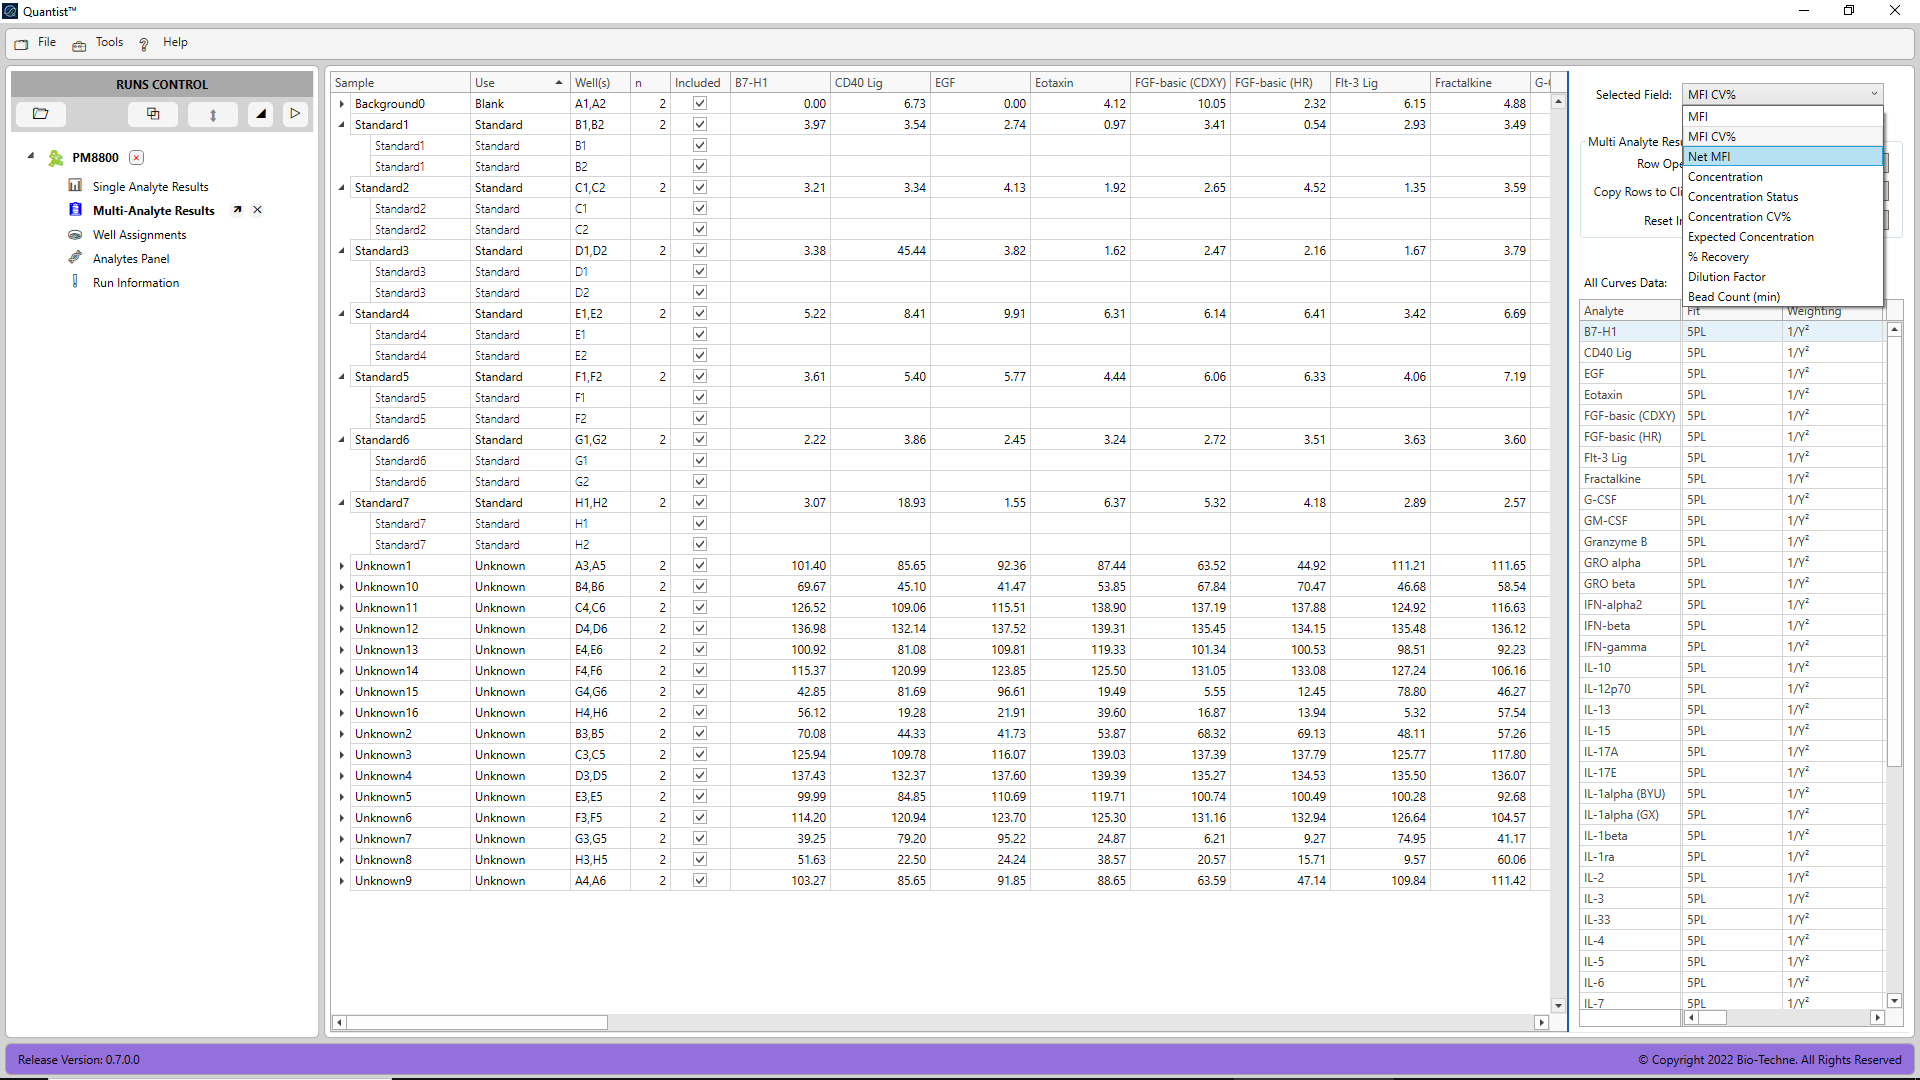 Quantist™
File Tools Help
RUNS CONTROL
PM8800
Single Analyte Results
Multi-Analyte Results
Well Assignments
Analytes Panel
Run Information
Sample Use Well(s) n Included B7-H1 CD40 Lig EGF Eotaxin FGF-basic (CDXY) FGF-basic (HR) Flt-3 Lig Fractalkine
Background0 Blank A1,A2 2 0.00 6.73 0.00 4.12 10.05 2.32 6.15 4.88
Standard1 Standard B1,B2 2 3.97 3.54 2.74 0.97 3.41 0.54 2.93 3.49
Standard1 Standard B1
Standard1 Standard B2
Standard2 Standard C1,C2 2 3.21 3.34 4.13 1.92 2.65 4.52 1.35 3.59
Standard2 Standard C1
Standard2 Standard C2
Standard3 Standard D1,D2 2 3.38 45.44 3.82 1.62 2.47 2.16 1.67 3.79
Standard3 Standard D1
Standard3 Standard D2
Standard4 Standard E1,E2 2 5.22 8.41 9.91 6.31 6.14 6.41 3.42 6.69
Standard4 Standard E1
Standard4 Standard E2
Standard5 Standard F1,F2 2 3.61 5.40 5.77 4.44 6.06 6.33 4.06 7.19
Standard5 Standard F1
Standard5 Standard F2
Standard6 Standard G1,G2 2 2.22 3.86 2.45 3.24 2.72 3.51 3.63 3.60
Standard6 Standard G1
Standard6 Standard G2
Standard7 Standard H1,H2 2 3.07 18.93 1.55 6.37 5.32 4.18 2.89 2.57
Standard7 Standard H1
Standard7 Standard H2
Unknown1 Unknown A3,A5 2 101.40 85.65 92.36 87.44 63.52 44.92 111.21 111.65
Unknown10 Unknown B4,B6 2 69.67 45.10 41.47 53.85 67.84 70.47 46.68 58.54
Unknown11 Unknown C4,C6 2 126.52 109.06 115.51 138.90 137.19 137.88 124.92 116.63
Unknown12 Unknown D4,D6 2 136.98 132.14 137.52 139.31 135.45 134.15 135.48 136.12
Unknown13 Unknown E4,E6 2 100.92 81.08 109.81 119.33 101.34 100.53 98.51 92.23
Unknown14 Unknown F4,F6 2 115.37 120.99 123.85 125.50 131.05 133.08 127.24 106.16
Unknown15 Unknown G4,G6 2 42.85 81.69 96.61 19.49 5.55 12.45 78.80 46.27
Unknown16 Unknown H4,H6 2 56.12 19.28 21.91 39.60 16.87 13.94 5.32 57.54
Unknown2 Unknown B3,B5 2 70.08 44.33 41.73 53.87 68.32 69.13 48.11 57.26
Unknown3 Unknown C3,C5 2 125.94 109.78 116.07 139.03 137.39 137.79 125.77 117.80
Unknown4 Unknown D3,D5 2 137.43 132.37 137.60 139.39 135.27 134.53 135.50 136.07
Unknown5 Unknown E3,E5 2 99.99 84.85 110.69 119.71 100.74 100.49 100.28 92.68
Unknown6 Unknown F3,F5 2 114.20 120.94 123.70 125.30 131.16 132.94 126.64 104.57
Unknown7 Unknown G3,G5 2 39.25 79.20 95.22 24.87 6.21 9.27 74.95 41.17
Unknown8 Unknown H3,H5 2 51.63 22.50 24.24 38.57 20.57 15.71 9.57 60.06
Unknown9 Unknown A4,A6 2 103.27 85.65 91.85 88.65 63.59 47.14 109.84 111.42
Selected Field: MFI CV%
MFI
MFI CV%
Net MFI
Concentration
Concentration Status
Concentration CV%
Expected Concentration
% Recovery
Dilution Factor
Bead Count (min)
Multi Analyte
Row
Copy Rows to
Reset
All Curves Data:
Analyte Fit Weighting
B7-H1 5PL 1/Y²
CD40 Lig 5PL 1/Y²
EGF 5PL 1/Y²
Eotaxin 5PL 1/Y²
FGF-basic (CDXY) 5PL 1/Y²
FGF-basic (HR) 5PL 1/Y²
Flt-3 Lig 5PL 1/Y²
Fractalkine 5PL 1/Y²
G-CSF 5PL 1/Y²
GM-CSF 5PL 1/Y²
Granzyme B 5PL 1/Y²
GRO alpha 5PL 1/Y²
GRO beta 5PL 1/Y²
IFN-alpha2 5PL 1/Y²
IFN-beta 5PL 1/Y²
IFN-gamma 5PL 1/Y²
IL-10 5PL 1/Y²
IL-12p70 5PL 1/Y²
IL-13 5PL 1/Y²
IL-15 5PL 1/Y²
IL-17A 5PL 1/Y²
IL-17E 5PL 1/Y²
IL-1alpha (BYU) 5PL 1/Y²
IL-1alpha (GX) 5PL 1/Y²
IL-1beta 5PL 1/Y²
IL-1ra 5PL 1/Y²
IL-2 5PL 1/Y²
IL-3 5PL 1/Y²
IL-33 5PL 1/Y²
IL-4 5PL 1/Y²
IL-5 5PL 1/Y²
IL-6 5PL 1/Y²
IL-7 5PL 1/Y²
Release Version: 0.7.0.0
© Copyright 2022 Bio-Techne. All Rights Reserved